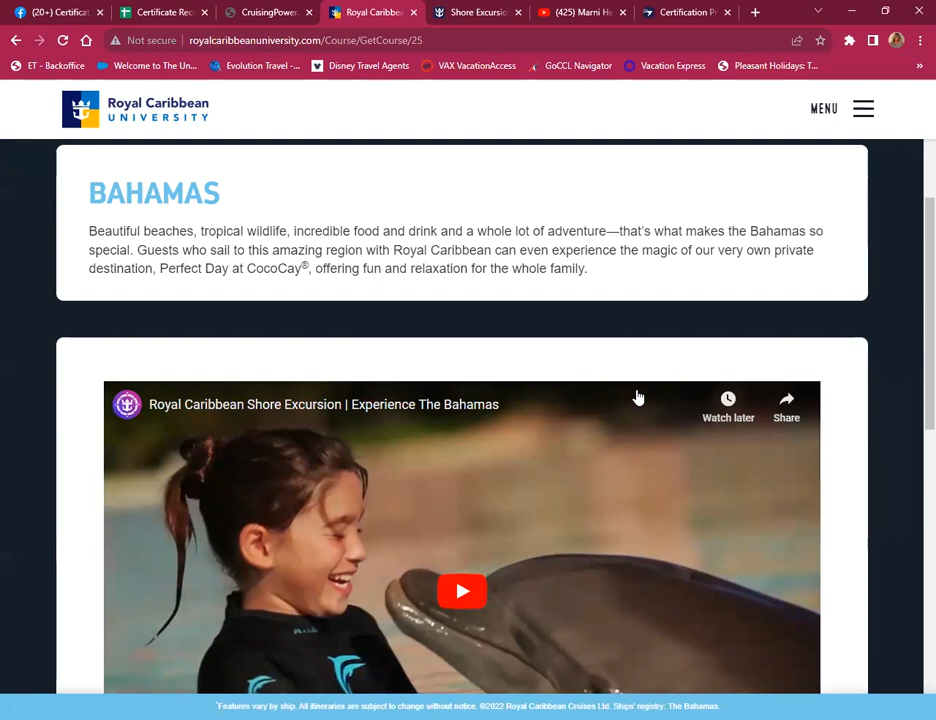 (20+) Certificat
Certificate Rec
CruisingPower.
Royal Caribbea
Shore Excursio
(425) Marni He
Certification Pr
Not secure
royalcaribbeanuniversity.com/Course/GetCourse/25
ET - Backoffice
Welcome to The Un...
Evolution Travel -...
Disney Travel Agents
VAX VacationAccess
GoCCL Navigator
Vacation Express
Pleasant Holidays: T...
»
Royal Caribbean
UNIVERSITY
MENU
BAHAMAS
Beautiful beaches, tropical wildlife, incredible food and drink and a whole lot of adventure—that's what makes the Bahamas so
special. Guests who sail to this amazing region with Royal Caribbean can even experience the magic of our very own private
destination, Perfect Day at CocoCay®, offering fun and relaxation for the whole family.
Royal Caribbean Shore Excursion | Experience The Bahamas
Watch later
Share
*Features vary by ship. All itineraries are subject to change without notice. ©2022 Royal Caribbean Cruises Ltd. Ships' registry: The Bahamas.